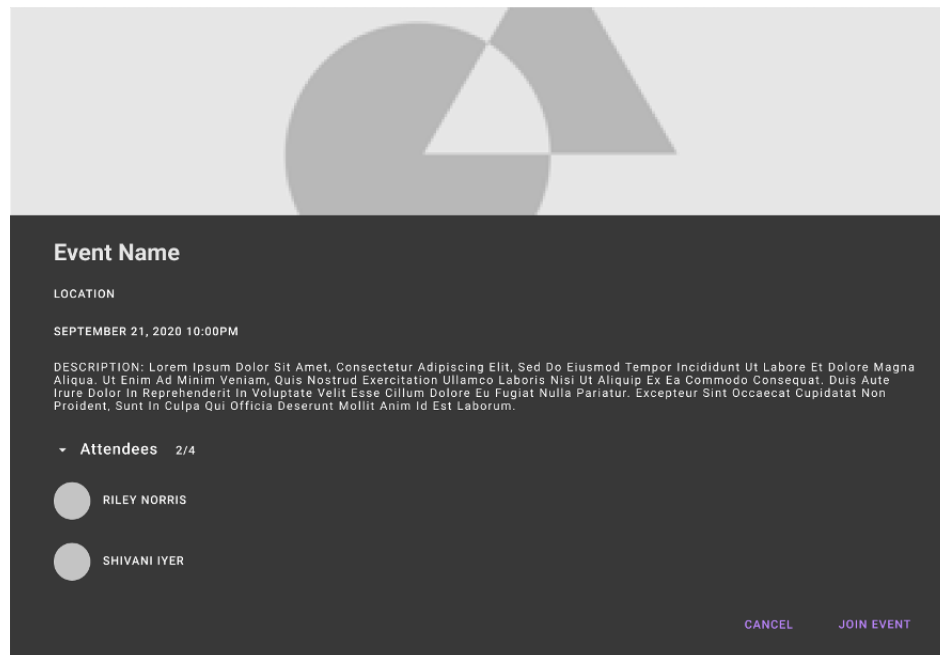 Event Name
LOCATION
SEPTEMBER 21, 2020 10:00PM
DESCRIPTION: Lorem Ipsum Dolor Sit Amet, Consectetur Adipiscing Elit, Sed Do Eiusmod Tempor Incididunt Ut Labore Et Dolore Magna
Aliqua. Ut Enim Ad Minim Veniam, Quis Nostrud Exercitation Ullamco Laboris Nisi Ut Aliquip Ex Ea Commodo Consequat. Duis Aute
Irure Dolor In Reprehenderit In Voluptate Velit Esse Cillum Dolore Eu Fugiat Nulla Pariatur. Excepteur Sint Occaecat Cupidatat Non
Proident, Sunt In Culpa Qui Officia Deserunt Mollit Anim Id Est Laborum.
Attendees 2/4
RILEY NORRIS
SHIVANI IYER
CANCEL JOIN EVENT